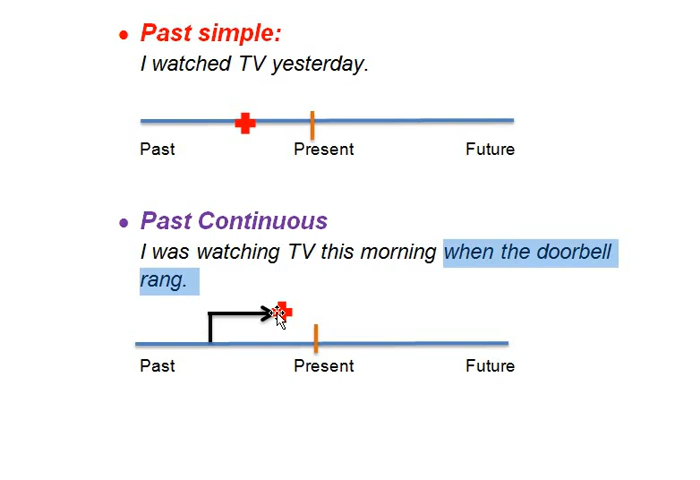 Past simple:
I watched TV yesterday.
Past Present Future
Past Continuous
I was watching TV this morning when the doorbell
rang.
Past Present Future